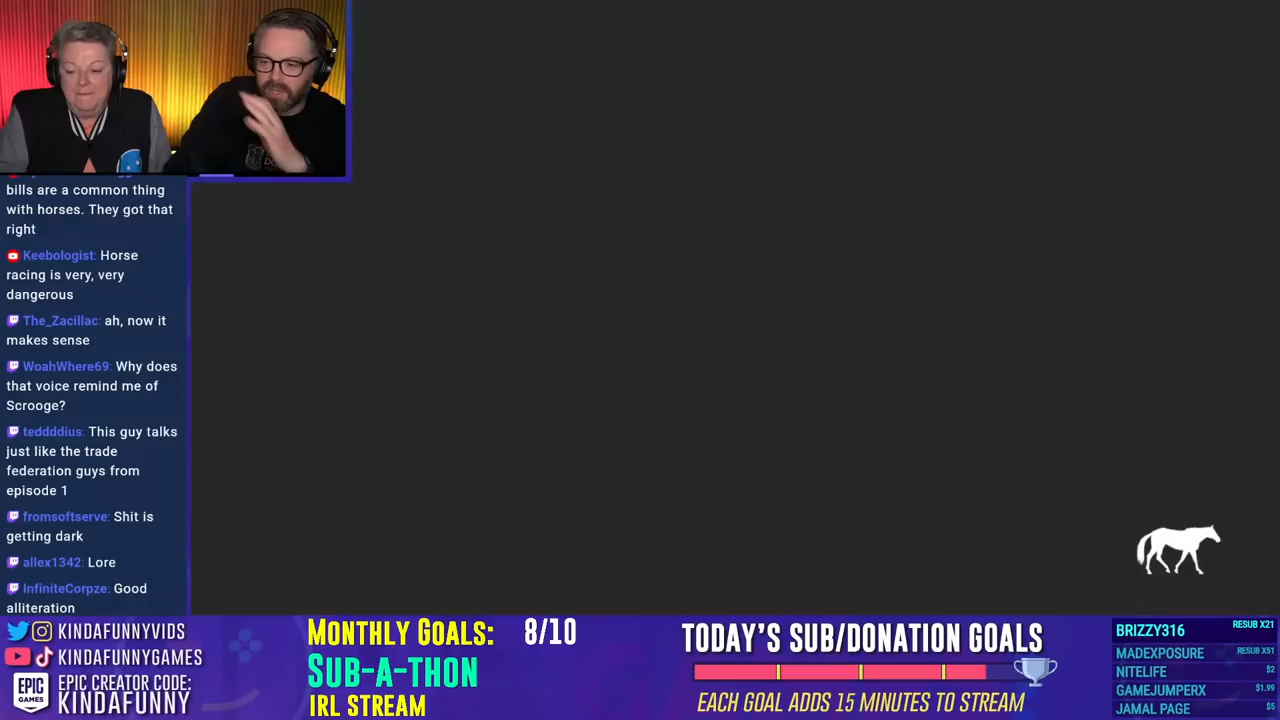 bills are a common thing
with horses. They got that
right
Keebologist: Horse
racing is very, very
dangerous
The_Zacillac: ah, now it
makes sense
WoahWhere69: Why does
that voice remind me of
Scrooge?
teddddius: This guy talks
just like the trade
federation guys from
episode 1
fromsoftserve: Shit is
getting dark
allex1342: Lore
InfiniteCorpze: Good
alliteration
KINDAFUNNYVIDS
KINDAFUNNYGAMES
EPIC GAMES
EPIC CREATOR CODE:
KINDAFUNNY
MONTHLY GOALS: 8/10
SUB-A-THON
IRL STREAM
TODAY'S SUB/DONATION GOALS
EACH GOAL ADDS 15 MINUTES TO STREAM
BRIZZY316 RESUB X21
MADEXPOSURE RESUB X51
NITELIFE $2
GAMEJUMPERX $1.99
JAMAL PAGE $5